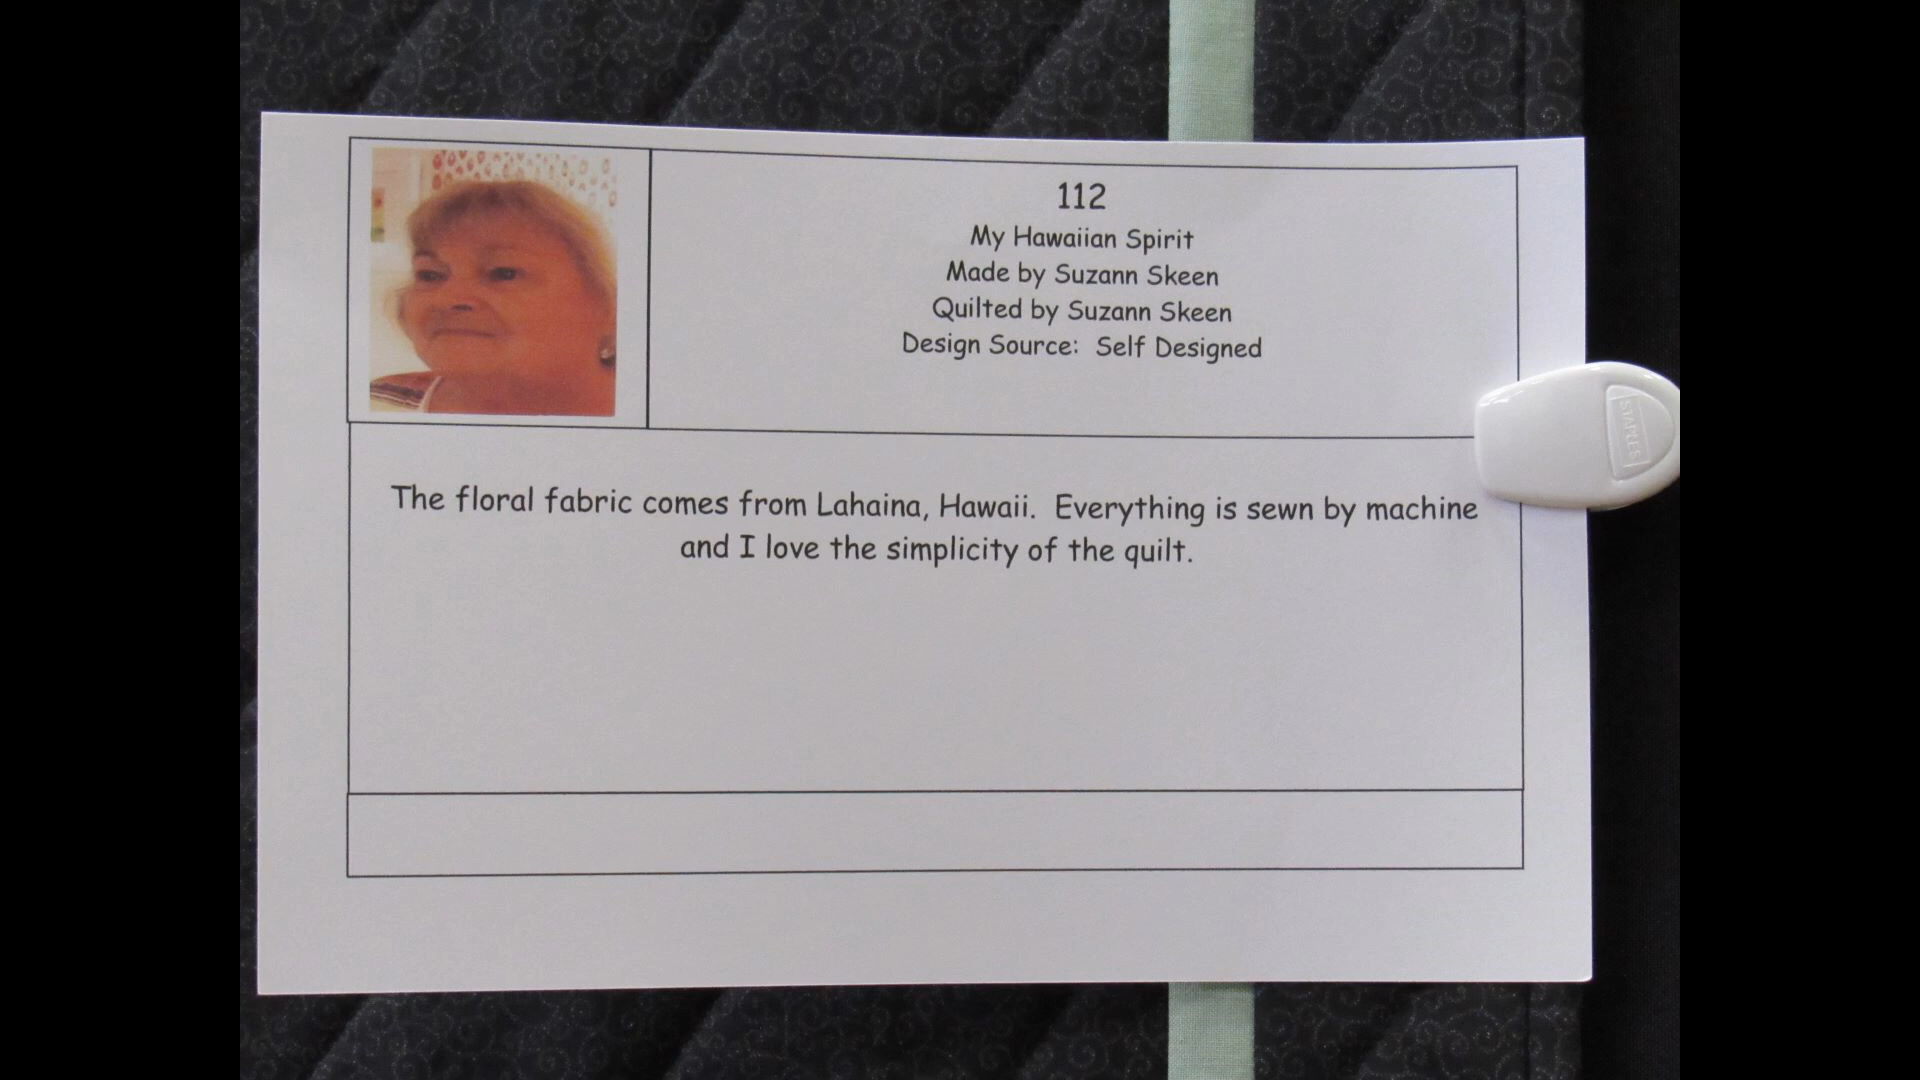 112
My Hawaiian Spirit
Made by Suzann Skeen
Quilted by Suzann Skeen
Design Source: Self Designed
STAPLES
The floral fabric comes from Lahaina, Hawaii. Everything is sewn by machine
and I love the simplicity of the quilt.